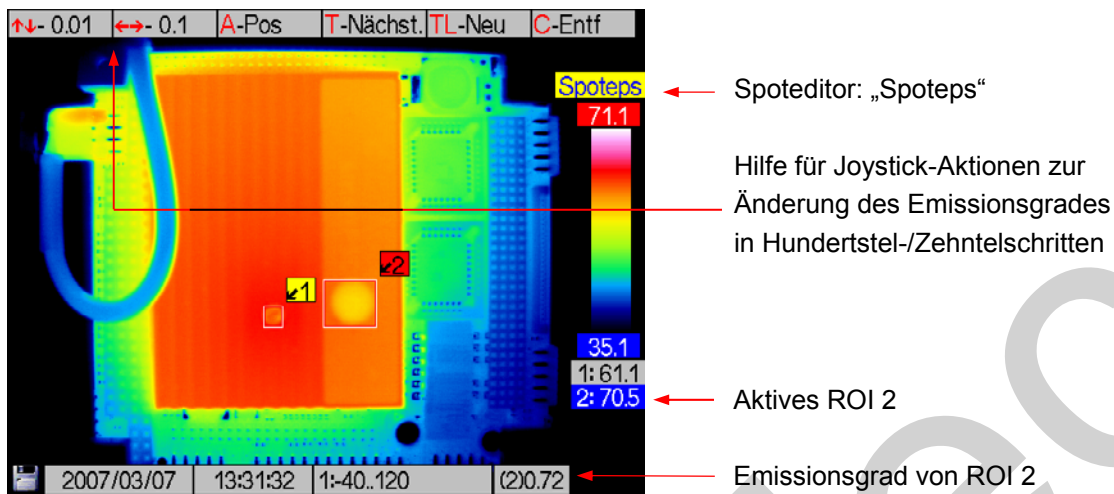 ↑↓- 0.01 ←→- 0.1 A-Pos T-Nächst. TL-Neu C-Entf
Spoteps
71.1
35.1
1:61.1
2:70.5
↙1
↙2
2007/03/07 13:31:32 1:-40..120 (2)0.72
Spoteditor: „Spoteps“
Hilfe für Joystick-Aktionen zur
Änderung des Emissionsgrades
in Hundertstel-/Zehntelschritten
Aktives ROI 2
Emissionsgrad von ROI 2